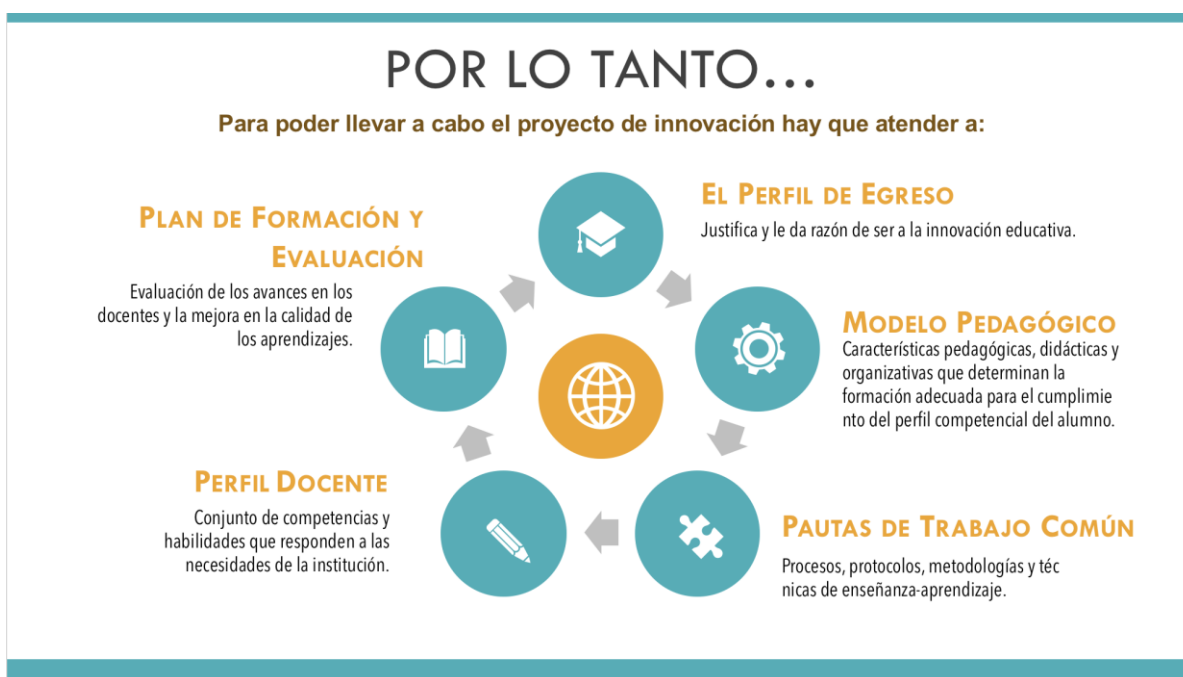 POR LO TANTO...
Para poder llevar a cabo el proyecto de innovación hay que atender a:
EL PERFIL DE EGRESO
Justifica y le da razón de ser a la innovación educativa.
MODELO PEDAGÓGICO
Características pedagógicas, didácticas y
organizativas que determinan la
formación adecuada para el cumplimie
nto del perfil competencial del alumno.
PAUTAS DE TRABAJO COMÚN
Procesos, protocolos, metodologías y téc
nicas de enseñanza-aprendizaje.
PERFIL DOCENTE
Conjunto de competencias y
habilidades que responden a las
necesidades de la institución.
PLAN DE FORMACIÓN Y
EVALUACIÓN
Evaluación de los avances en los
docentes y la mejora en la calidad de
los aprendizajes.